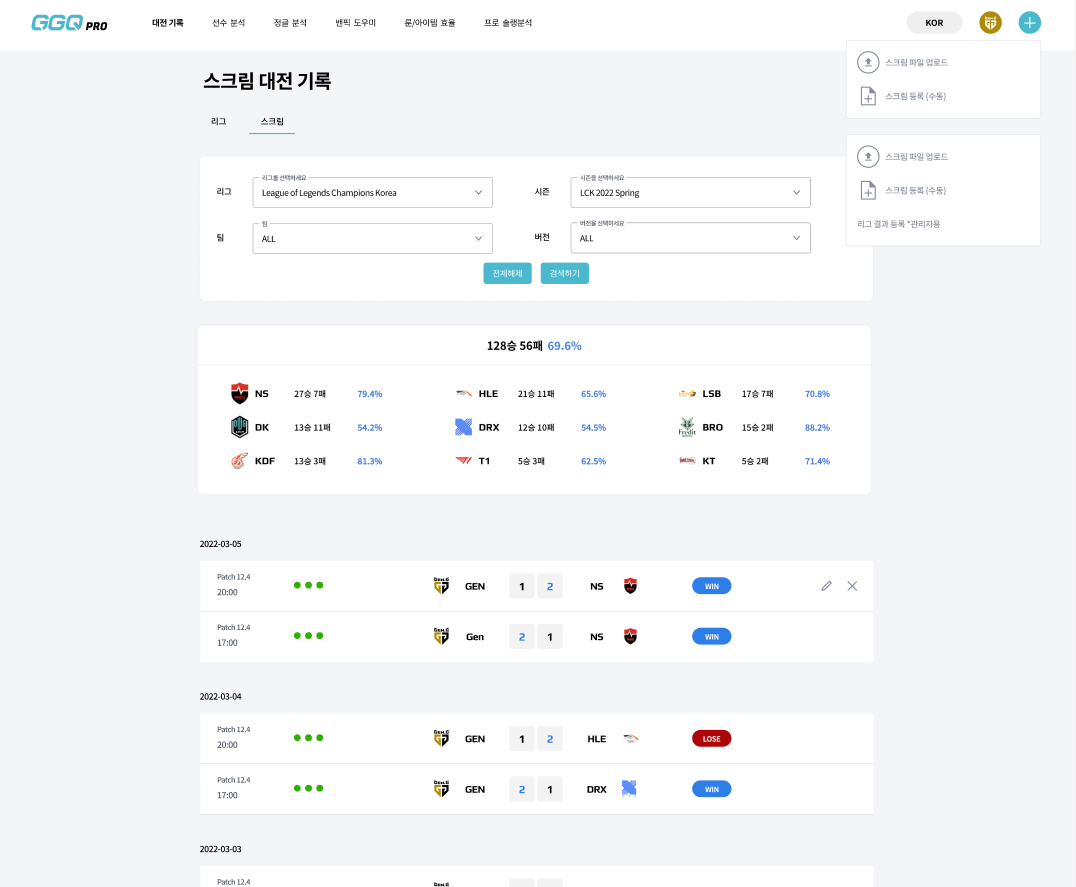 GGQ PRO 대전 기록 선수 분석 정글 분석 밴픽 도우미 룬/아이템 효율 프로 솔랭분석 KOR
스크림 파일 업로드
스크림 등록 (수동)
스크림 파일 업로드
스크림 등록 (수동)
리그 결과 등록 *관리자용
스크림 대전 기록
리그 스크림
리그 리그를 선택하세요 League of Legends Champions Korea 시즌 시즌을 선택하세요 LCK 2022 Spring
팀 팀 ALL 버전 버전을 선택하세요 ALL
전체해제 검색하기
128승 56패 69.6%
NS 27승 7패 79.4% HLE 21승 11패 65.6% LSB 17승 7패 70.8%
DK 13승 11패 54.2% DRX 12승 10패 54.5% Fredit BRO 15승 2패 88.2%
KDF 13승 3패 81.3% T1 5승 3패 62.5% KT 5승 2패 71.4%
2022-03-05
Patch 12.4
20:00 GEN.G GEN 1 2 NS WIN
Patch 12.4
17:00 GEN.G Gen 2 1 NS WIN
2022-03-04
Patch 12.4
20:00 GEN.G GEN 1 2 HLE LOSE
Patch 12.4
17:00 GEN.G GEN 2 1 DRX WIN
2022-03-03
Patch 12.4
GEN.G